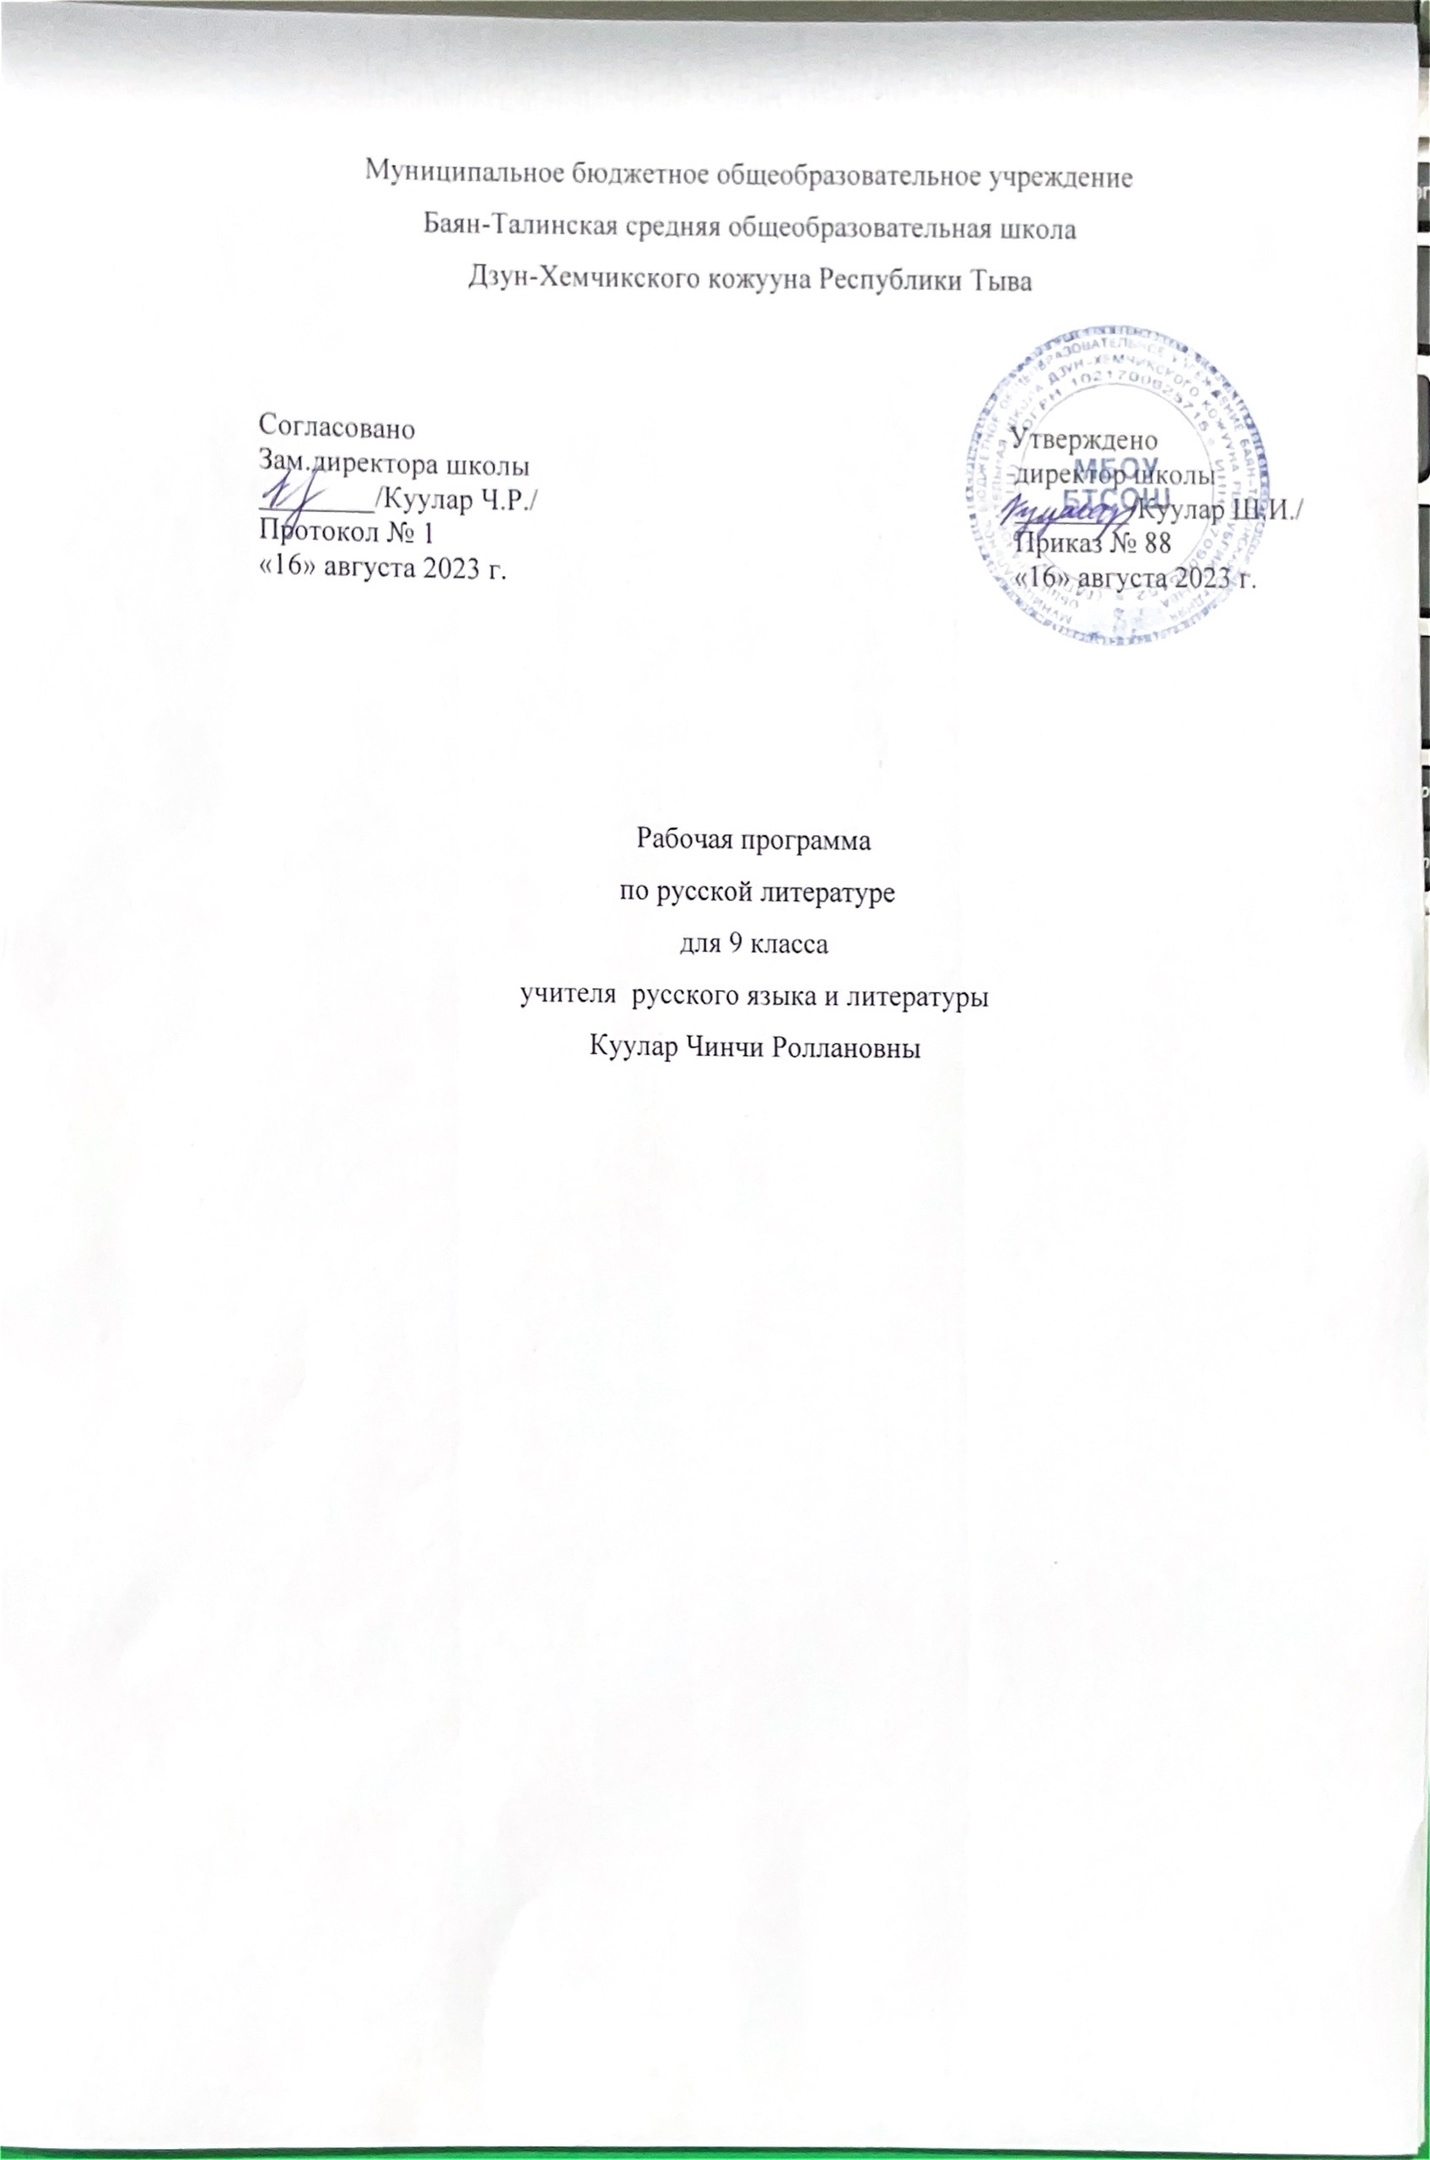 Муниципальное бюджетное общеобразовательное учреждение
Баян-Талинская средняя общеобразовательная школа
Дзун-Хемчикского кожууна Республики Тыва
Согласовано
Зам.директора школы
/Куулар Ч.Р./
Протокол № 1
«16» августа 2023 г.
Утверждено
директор школы
/Куулар Ш.И./
Приказ № 88
«16» августа 2023 г.
МБОУ
БТСОШ
Рабочая программа
по русской литературе
для 9 класса
учителя  русского языка и литературы
Куулар Чинчи Роллановны